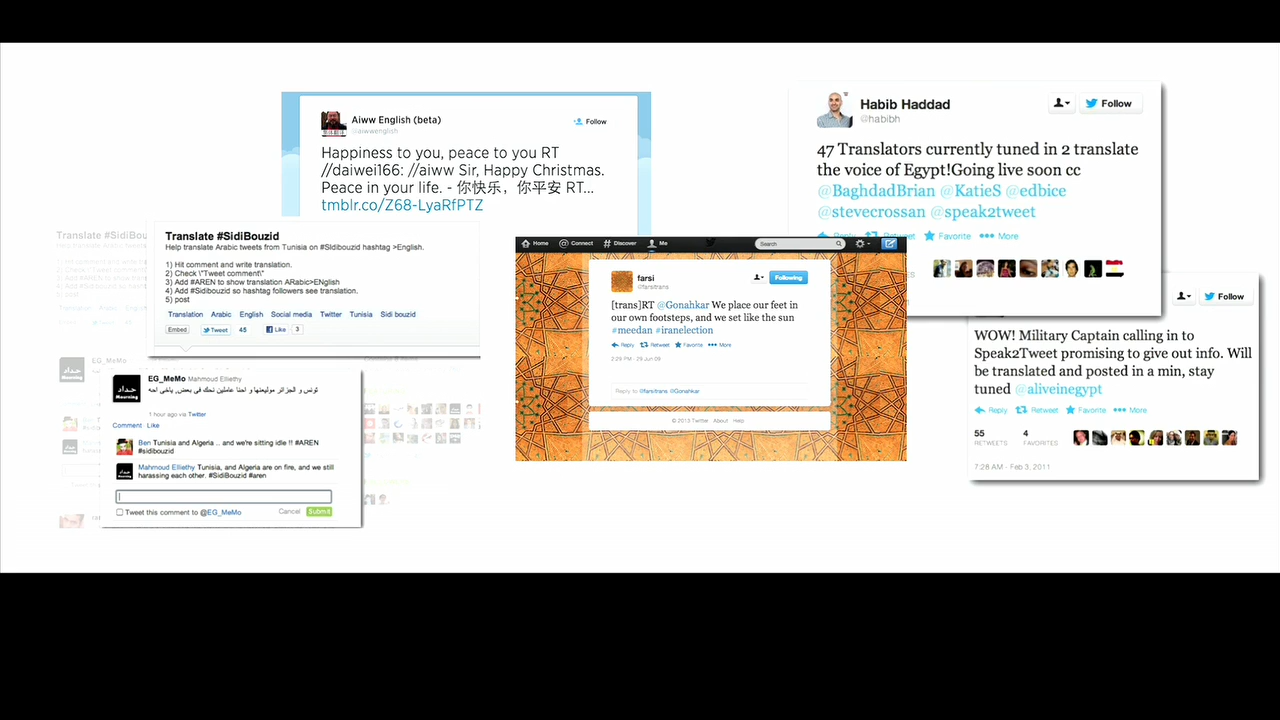 Aiww English (beta)
@aiwwenglish
Follow
Happiness to you, peace to you RT
//daiwei166: //aiww Sir, Happy Christmas.
Peace in your life. - 你快乐，你平安 RT...
tmblr.co/Z68-LyaRfPTZ
Habib Haddad
@habibh
Follow
47 Translators currently tuned in 2 translate
the voice of Egypt!Going live soon cc
@BaghdadBrian @KatieS @edbice
@stevecrossan @speak2tweet
Reply Retweet Favorite More
Translate #SidiBouzid
Help translate Arabic tweets from Tunisia on #SIdibouzid hashtag >English.
1) Hit comment and write translation.
2) Check \"Tweet comment\"
3) Add #AREN to show translation ARabic>ENglish
4) Add #Sidibouzid so hashtag followers see translation.
5) post
Translation Arabic English Social media Twitter Tunisia Sidi bouzid
Embed Tweet 45 Like 3
Translate #SidiBou
Home Connect Discover Me Search
farsi
@farsitrans
Following
[trans]RT @Gonahkar We place our feet in
our own footsteps, and we set like the sun
#meedan #iranelection
Reply Retweet Favorite More
2:29 PM - 29 Jun 09
Reply to @farsitrans @Gonahkar
© 2013 Twitter About Help
Follow
WOW! Military Captain calling in to
Speak2Tweet promising to give out info. Will
be translated and posted in a min, stay
tuned @aliveinegypt
Reply Retweet Favorite More
55
RETWEETS
4
FAVORITES
7:28 AM - Feb 3, 2011
EG_MeMo
EG_MeMo Mahmoud Elliethy
تونس و الجزائر مولعينها و احنا عاملين نحك فى بعض, ياخى احه
1 hour ago via Twitter
Comment Like
Ben Tunisia and Algeria .. and we're sitting idle !! #AREN
#sidibouzid
Mahmoud Elliethy Tunisia, and Algeria are on fire, and we still
harassing each other. #SidiBouzid #aren
Tweet this comment to @EG_MeMo
Cancel Submit